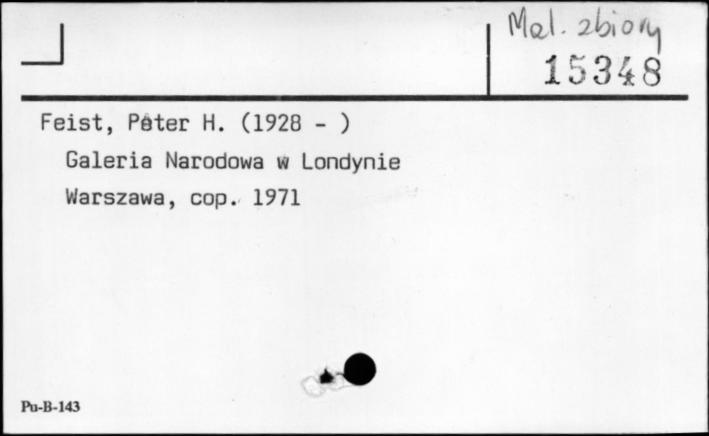 Mal. zbiory
15348
Feist, Peter H. (1928 - )
Galeria Narodowa w Londynie
Warszawa, cop. 1971
Pu-B-143